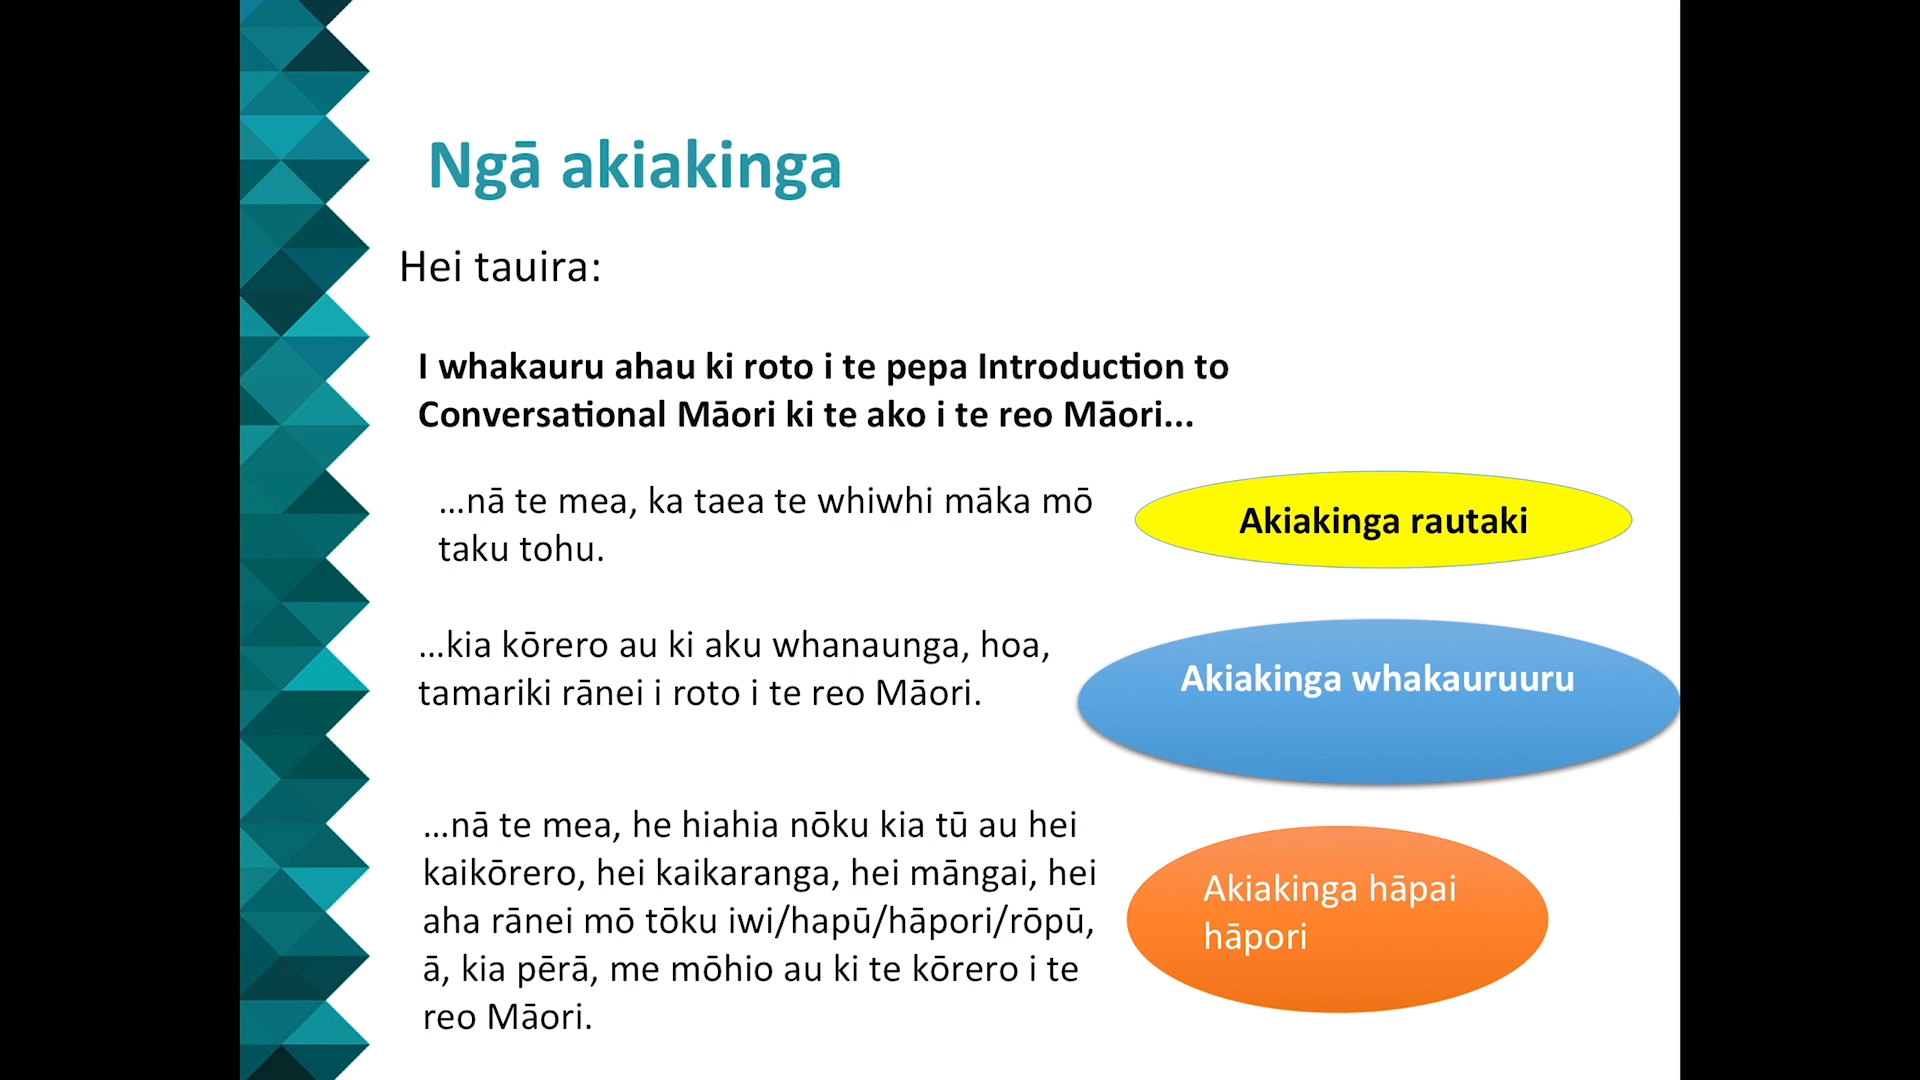 Ngā akiakinga
Hei tauira:
I whakauru ahau ki roto i te pepa Introduction to
Conversational Māori ki te ako i te reo Māori...
...nā te mea, ka taea te whiwhi māka mō
taku tohu.
Akiakinga rautaki
...kia kōrero au ki aku whanaunga, hoa,
tamariki rānei i roto i te reo Māori.
Akiakinga whakauruuru
...nā te mea, he hiahia nōku kia tū au hei
kaikōrero, hei kaikaranga, hei māngai, hei
aha rānei mō tōku iwi/hapū/hāpori/rōpū,
ā, kia pērā, me mōhio au ki te kōrero i te
reo Māori.
Akiakinga hāpai
hāpori